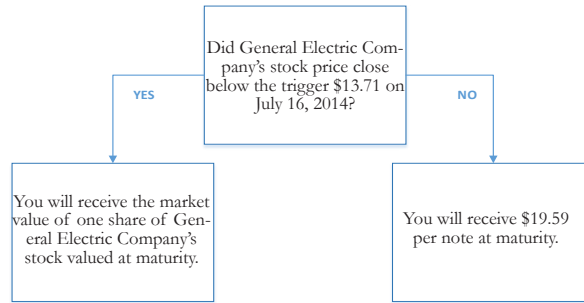 Did General Electric Com-
pany's stock price close
below the trigger $13.71 on
July 16, 2014?
YES
NO
You will receive the market
value of one share of Gen-
eral Electric Company's
stock valued at maturity.
You will receive $19.59
per note at maturity.